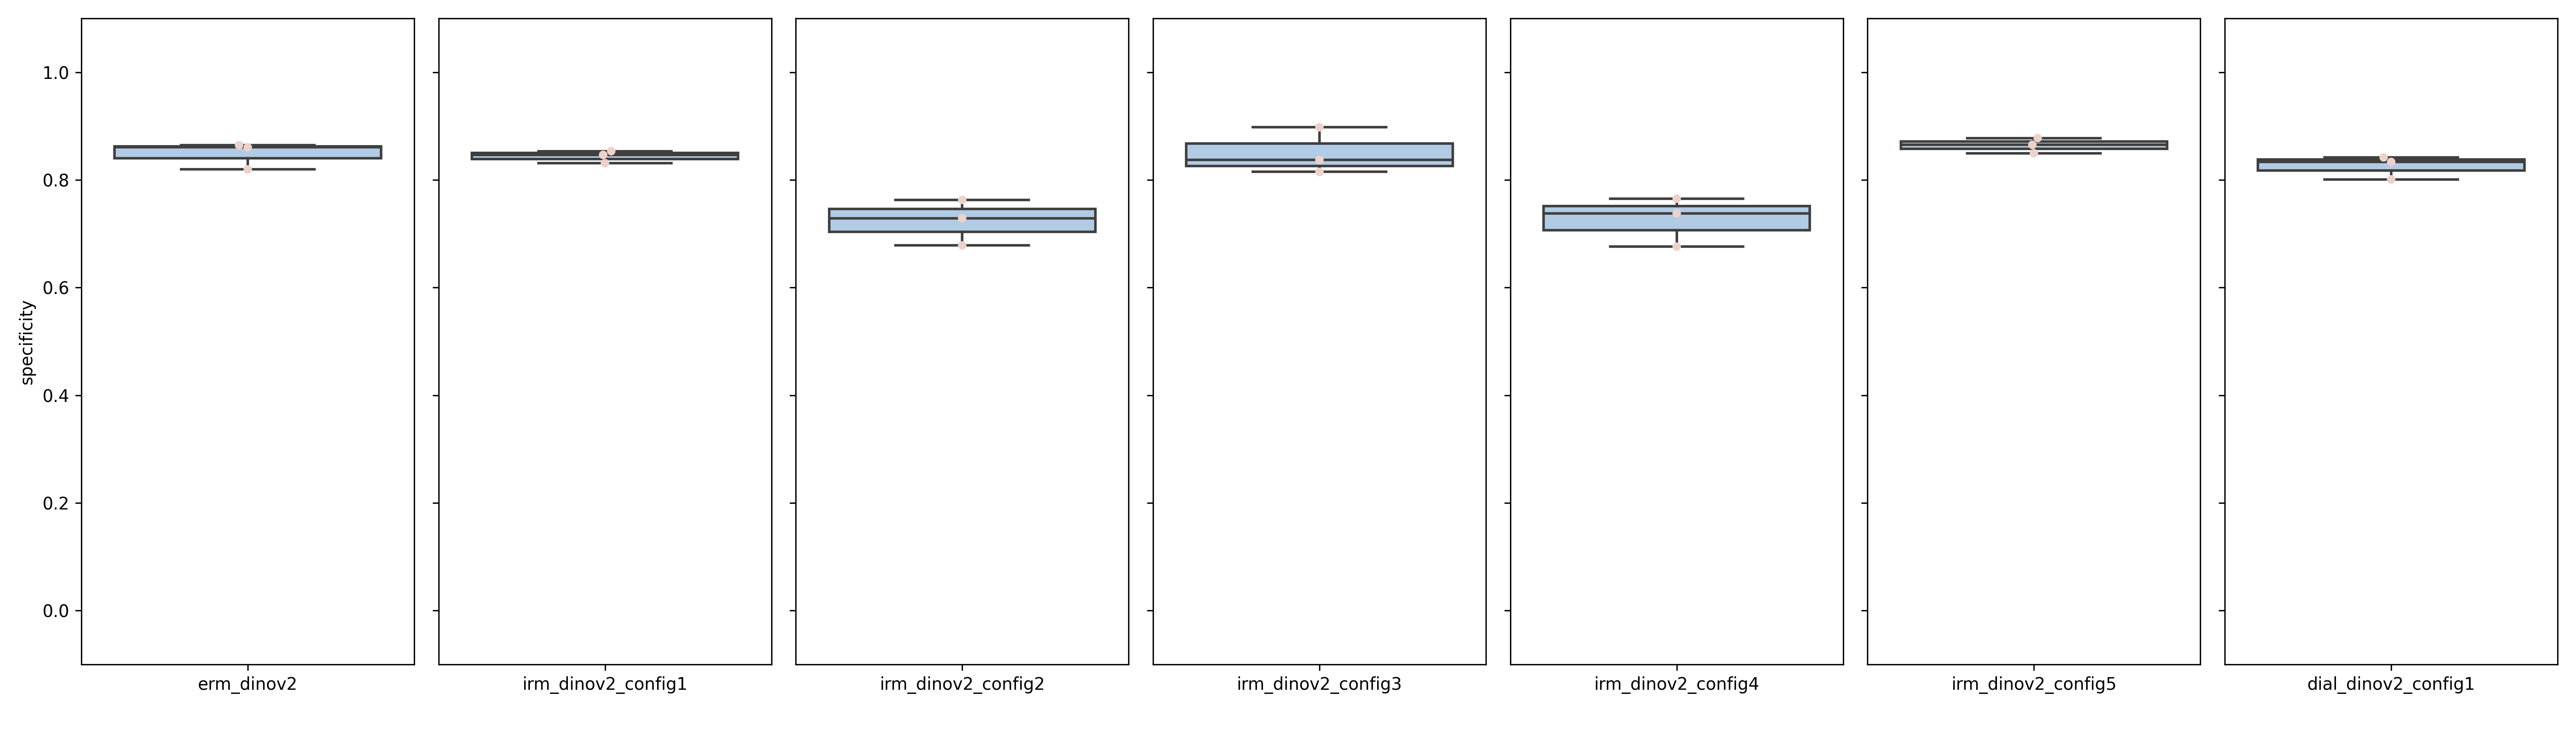 specificity
1.0
0.8
0.6
0.4
0.2
0.0
erm_dinov2
irm_dinov2_config1
irm_dinov2_config2
irm_dinov2_config3
irm_dinov2_config4
irm_dinov2_config5
dial_dinov2_config1